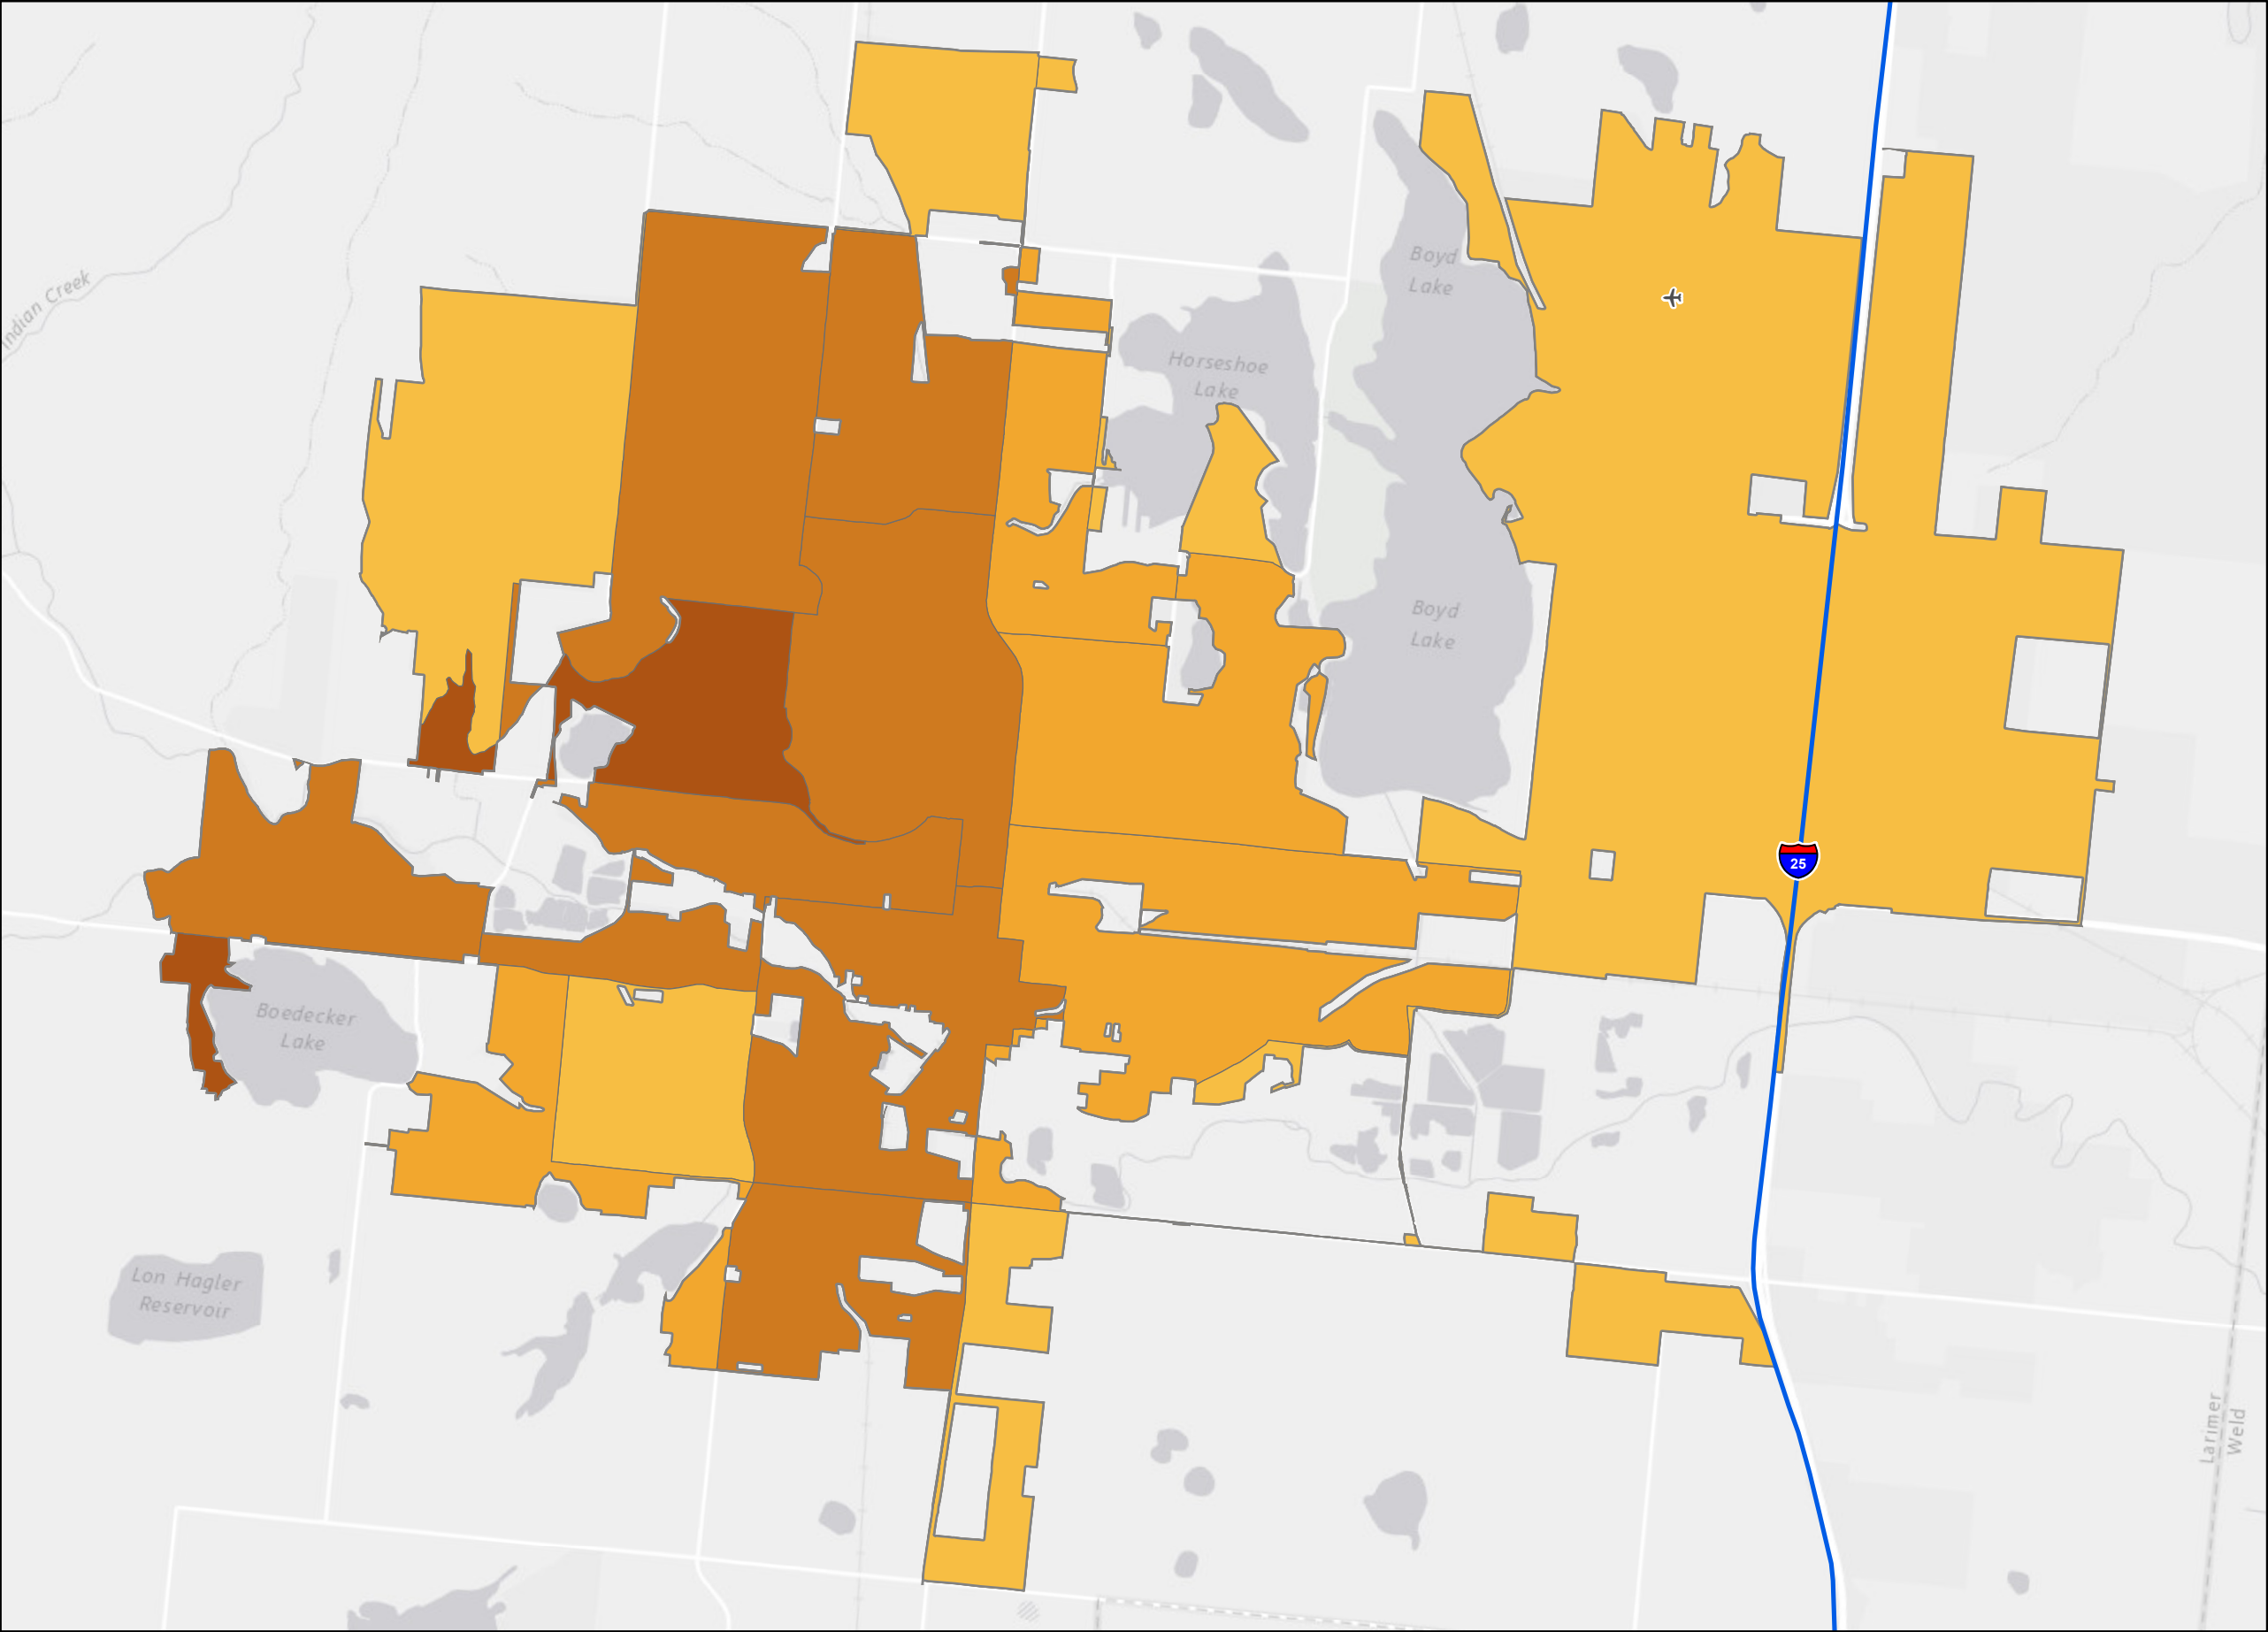 Boyd
Lake
Indian Creek
Horseshoe
Lake
Boyd
Lake
25
Boedecker
Lake
Lon Hagler
Reservoir
Larimer
Weld